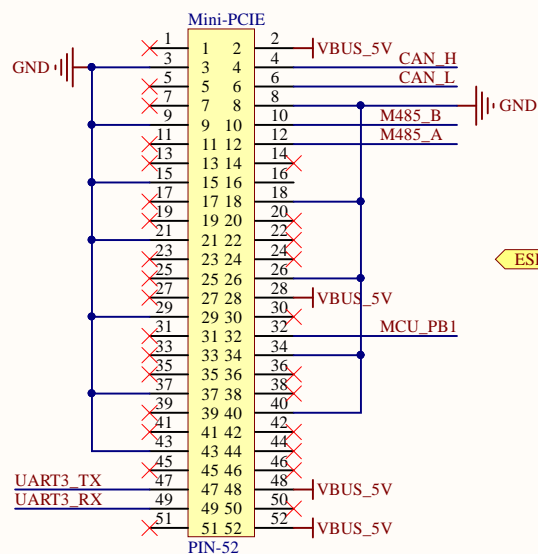 Mini-PCIE
1 1 2 2 VBUS_5V
GND 3 3 4 4 CAN_H
5 5 6 6 CAN_L
7 7 8 8 GND
9 9 10 10 M485_B
11 11 12 12 M485_A
13 13 14 14
15 15 16 16
17 17 18 18
19 19 20 20
21 21 22 22
23 23 24 24
25 25 26 26
27 27 28 28 VBUS_5V
29 29 30 30
31 31 32 32 MCU_PB1
33 33 34 34
35 35 36 36
37 37 38 38
39 39 40 40
41 41 42 42
43 43 44 44
45 45 46 46
UART3_TX 47 47 48 48 VBUS_5V
UART3_RX 49 49 50 50
51 51 52 52 VBUS_5V
PIN-52